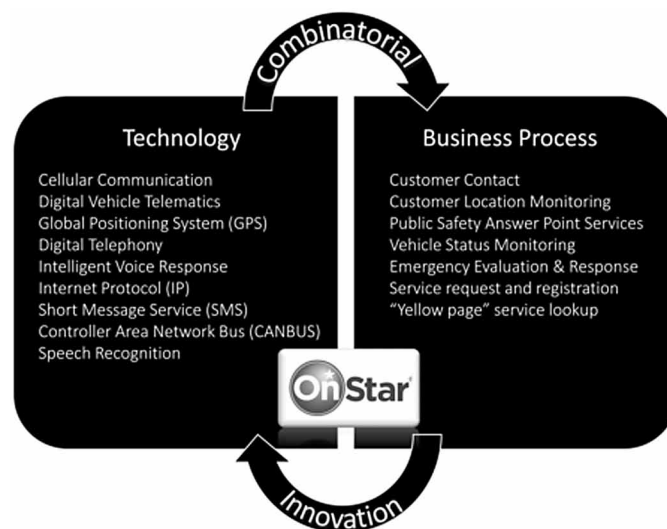 Combinatorial
Technology
Cellular Communication
Digital Vehicle Telematics
Global Positioning System (GPS)
Digital Telephony
Intelligent Voice Response
Internet Protocol (IP)
Short Message Service (SMS)
Controller Area Network Bus (CANBUS)
Speech Recognition
Business Process
Customer Contact
Customer Location Monitoring
Public Safety Answer Point Services
Vehicle Status Monitoring
Emergency Evaluation & Response
Service request and registration
“Yellow page” service lookup
OnStar
Innovation